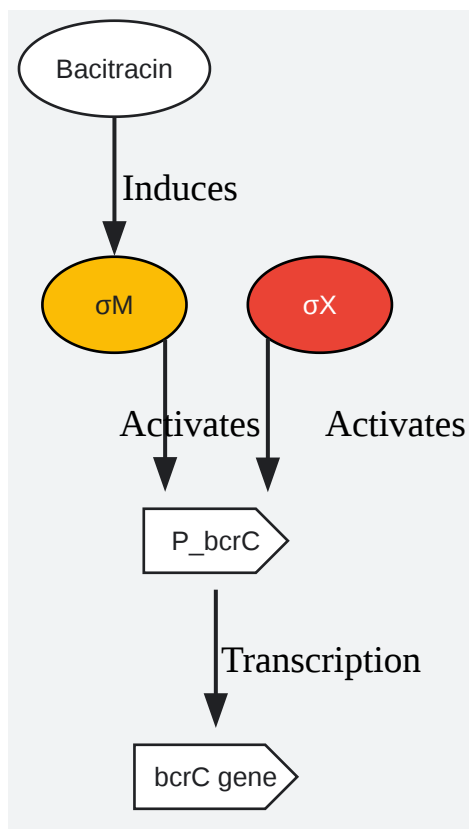 Bacitracin
Induces
σM
σX
Activates
Activates
P_bcrC
Transcription
bcrC gene